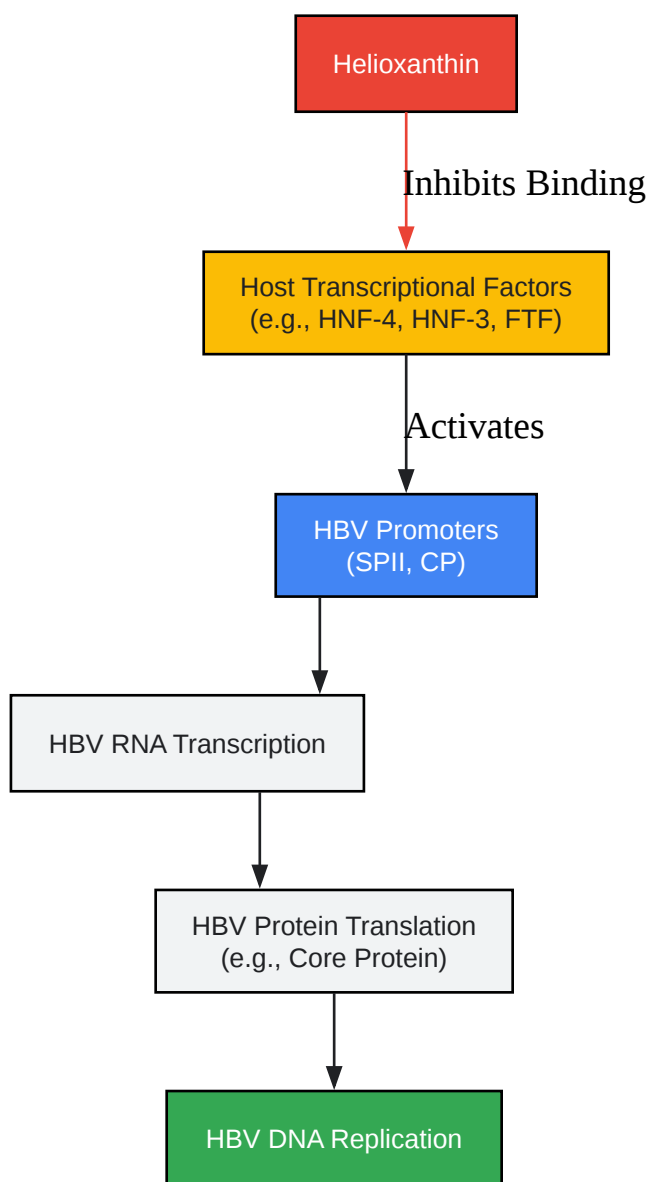 Helioxanthin
Inhibits Binding
Host Transcriptional Factors
(e.g., HNF-4, HNF-3, FTF)
Activates
HBV Promoters
(SPII, CP)
HBV RNA Transcription
HBV Protein Translation
(e.g., Core Protein)
HBV DNA Replication